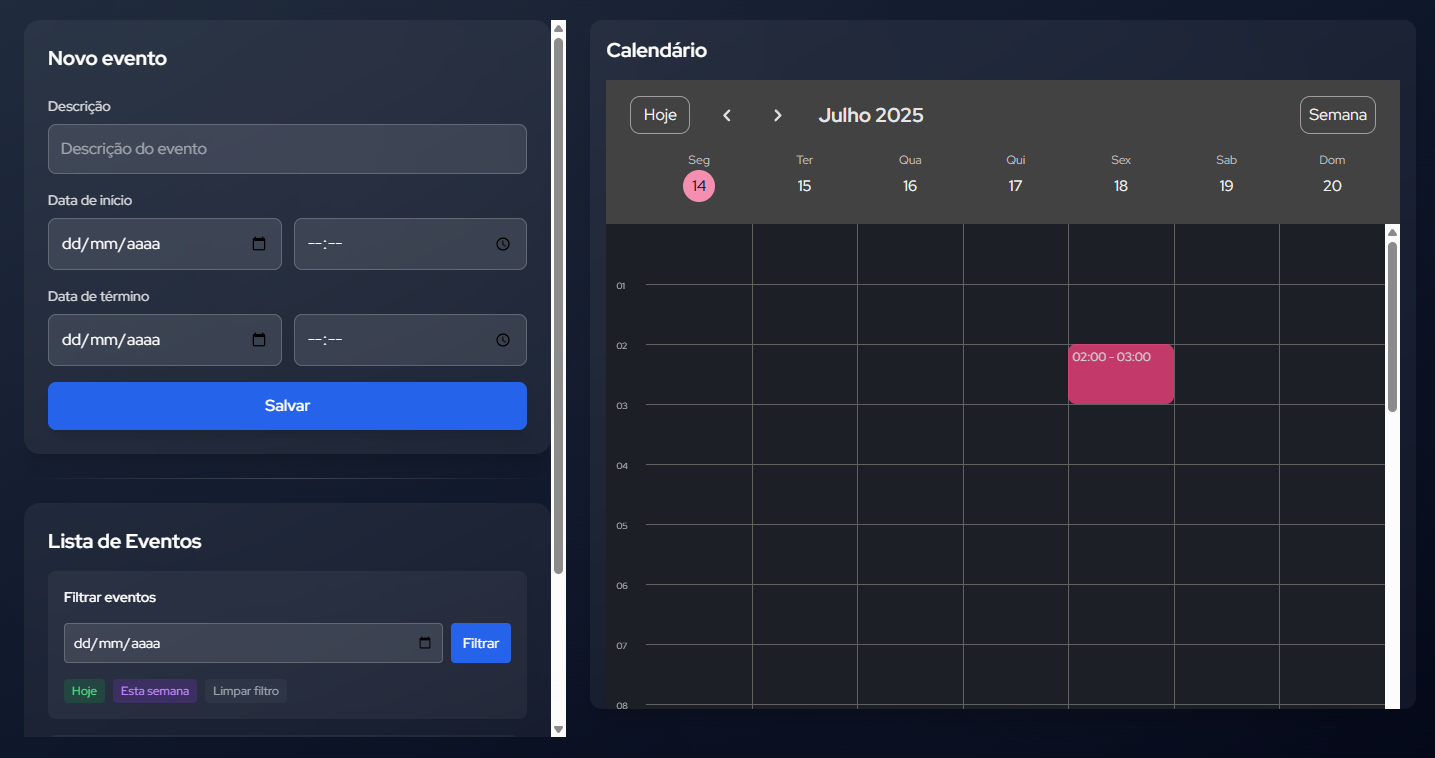 Novo evento
Descrição
Descrição do evento
Data de início
dd/mm/aaaa
--:--
Data de término
dd/mm/aaaa
--:--
Salvar
Lista de Eventos
Filtrar eventos
dd/mm/aaaa
Filtrar
Hoje Esta semana Limpar filtro
Calendário
Hoje
Julho 2025
Semana
Seg Ter Qua Qui Sex Sab Dom
14 15 16 17 18 19 20
01
02
02:00 - 03:00
03
04
05
06
07
08